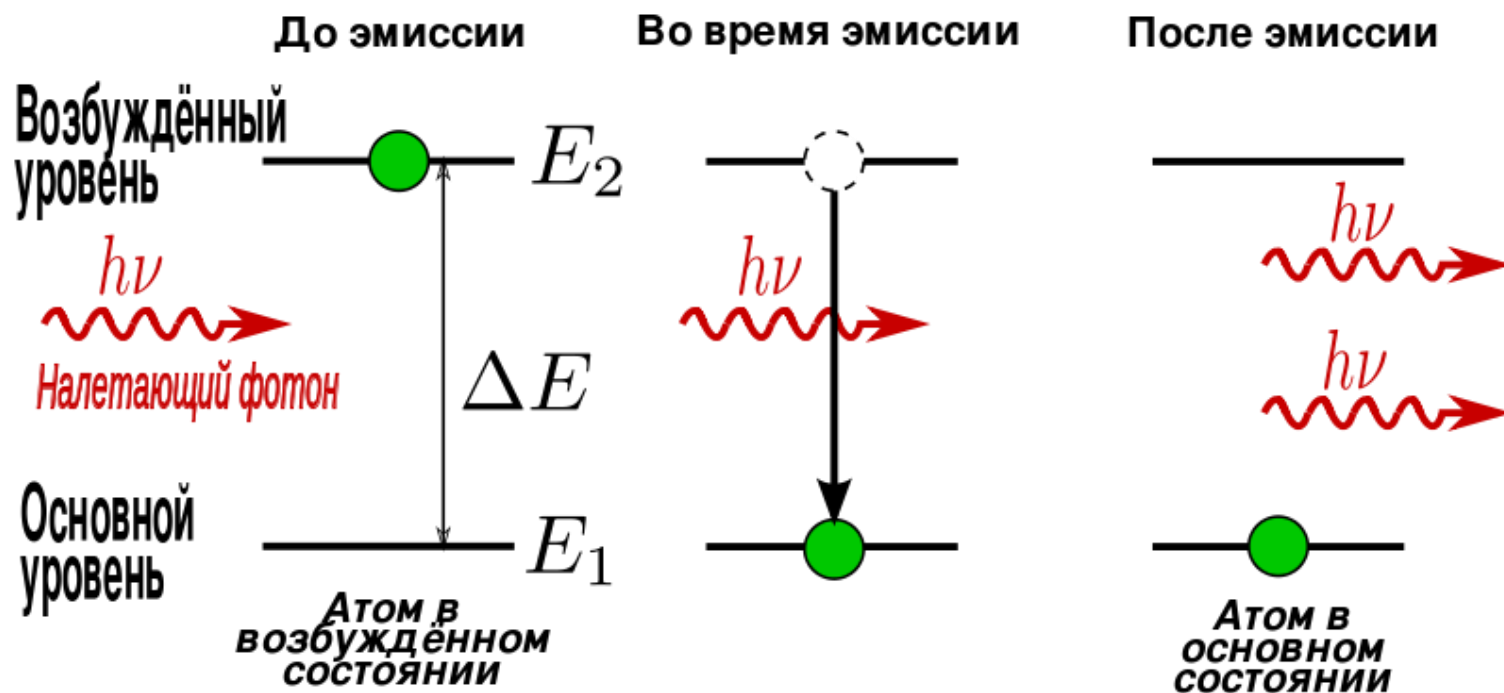 До эмиссии
Во время эмиссии
После эмиссии
Возбуждённый
уровень
E₂
hν
hν
hν
Налетающий фотон
ΔE
hν
Основной
уровень
E₁
Атом в
возбуждённом
состоянии
Атом в
основном
состоянии